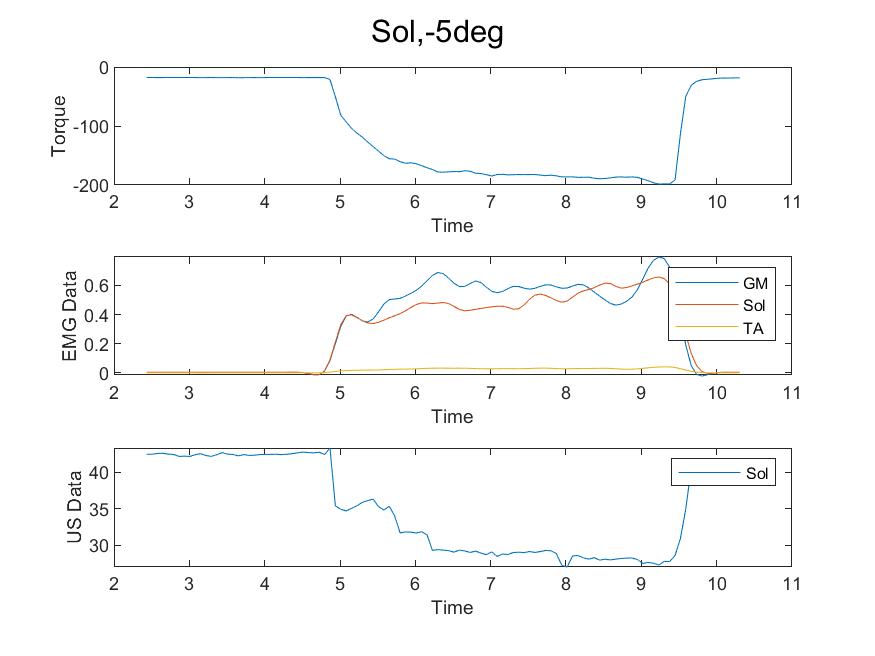 Sol,-5deg
0
-100
-200
Torque
2 3 4 5 6 7 8 9 10 11
Time
0.6
0.4
0.2
0
EMG Data
GM
Sol
TA
2 3 4 5 6 7 8 9 10 11
Time
40
35
30
US Data
Sol
2 3 4 5 6 7 8 9 10 11
Time